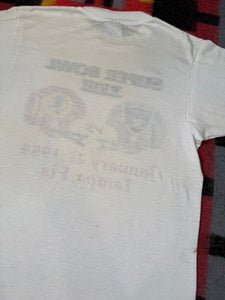 SUPER BOWL
XVIII
VS
January 22, 1984
Tampa, Fla.